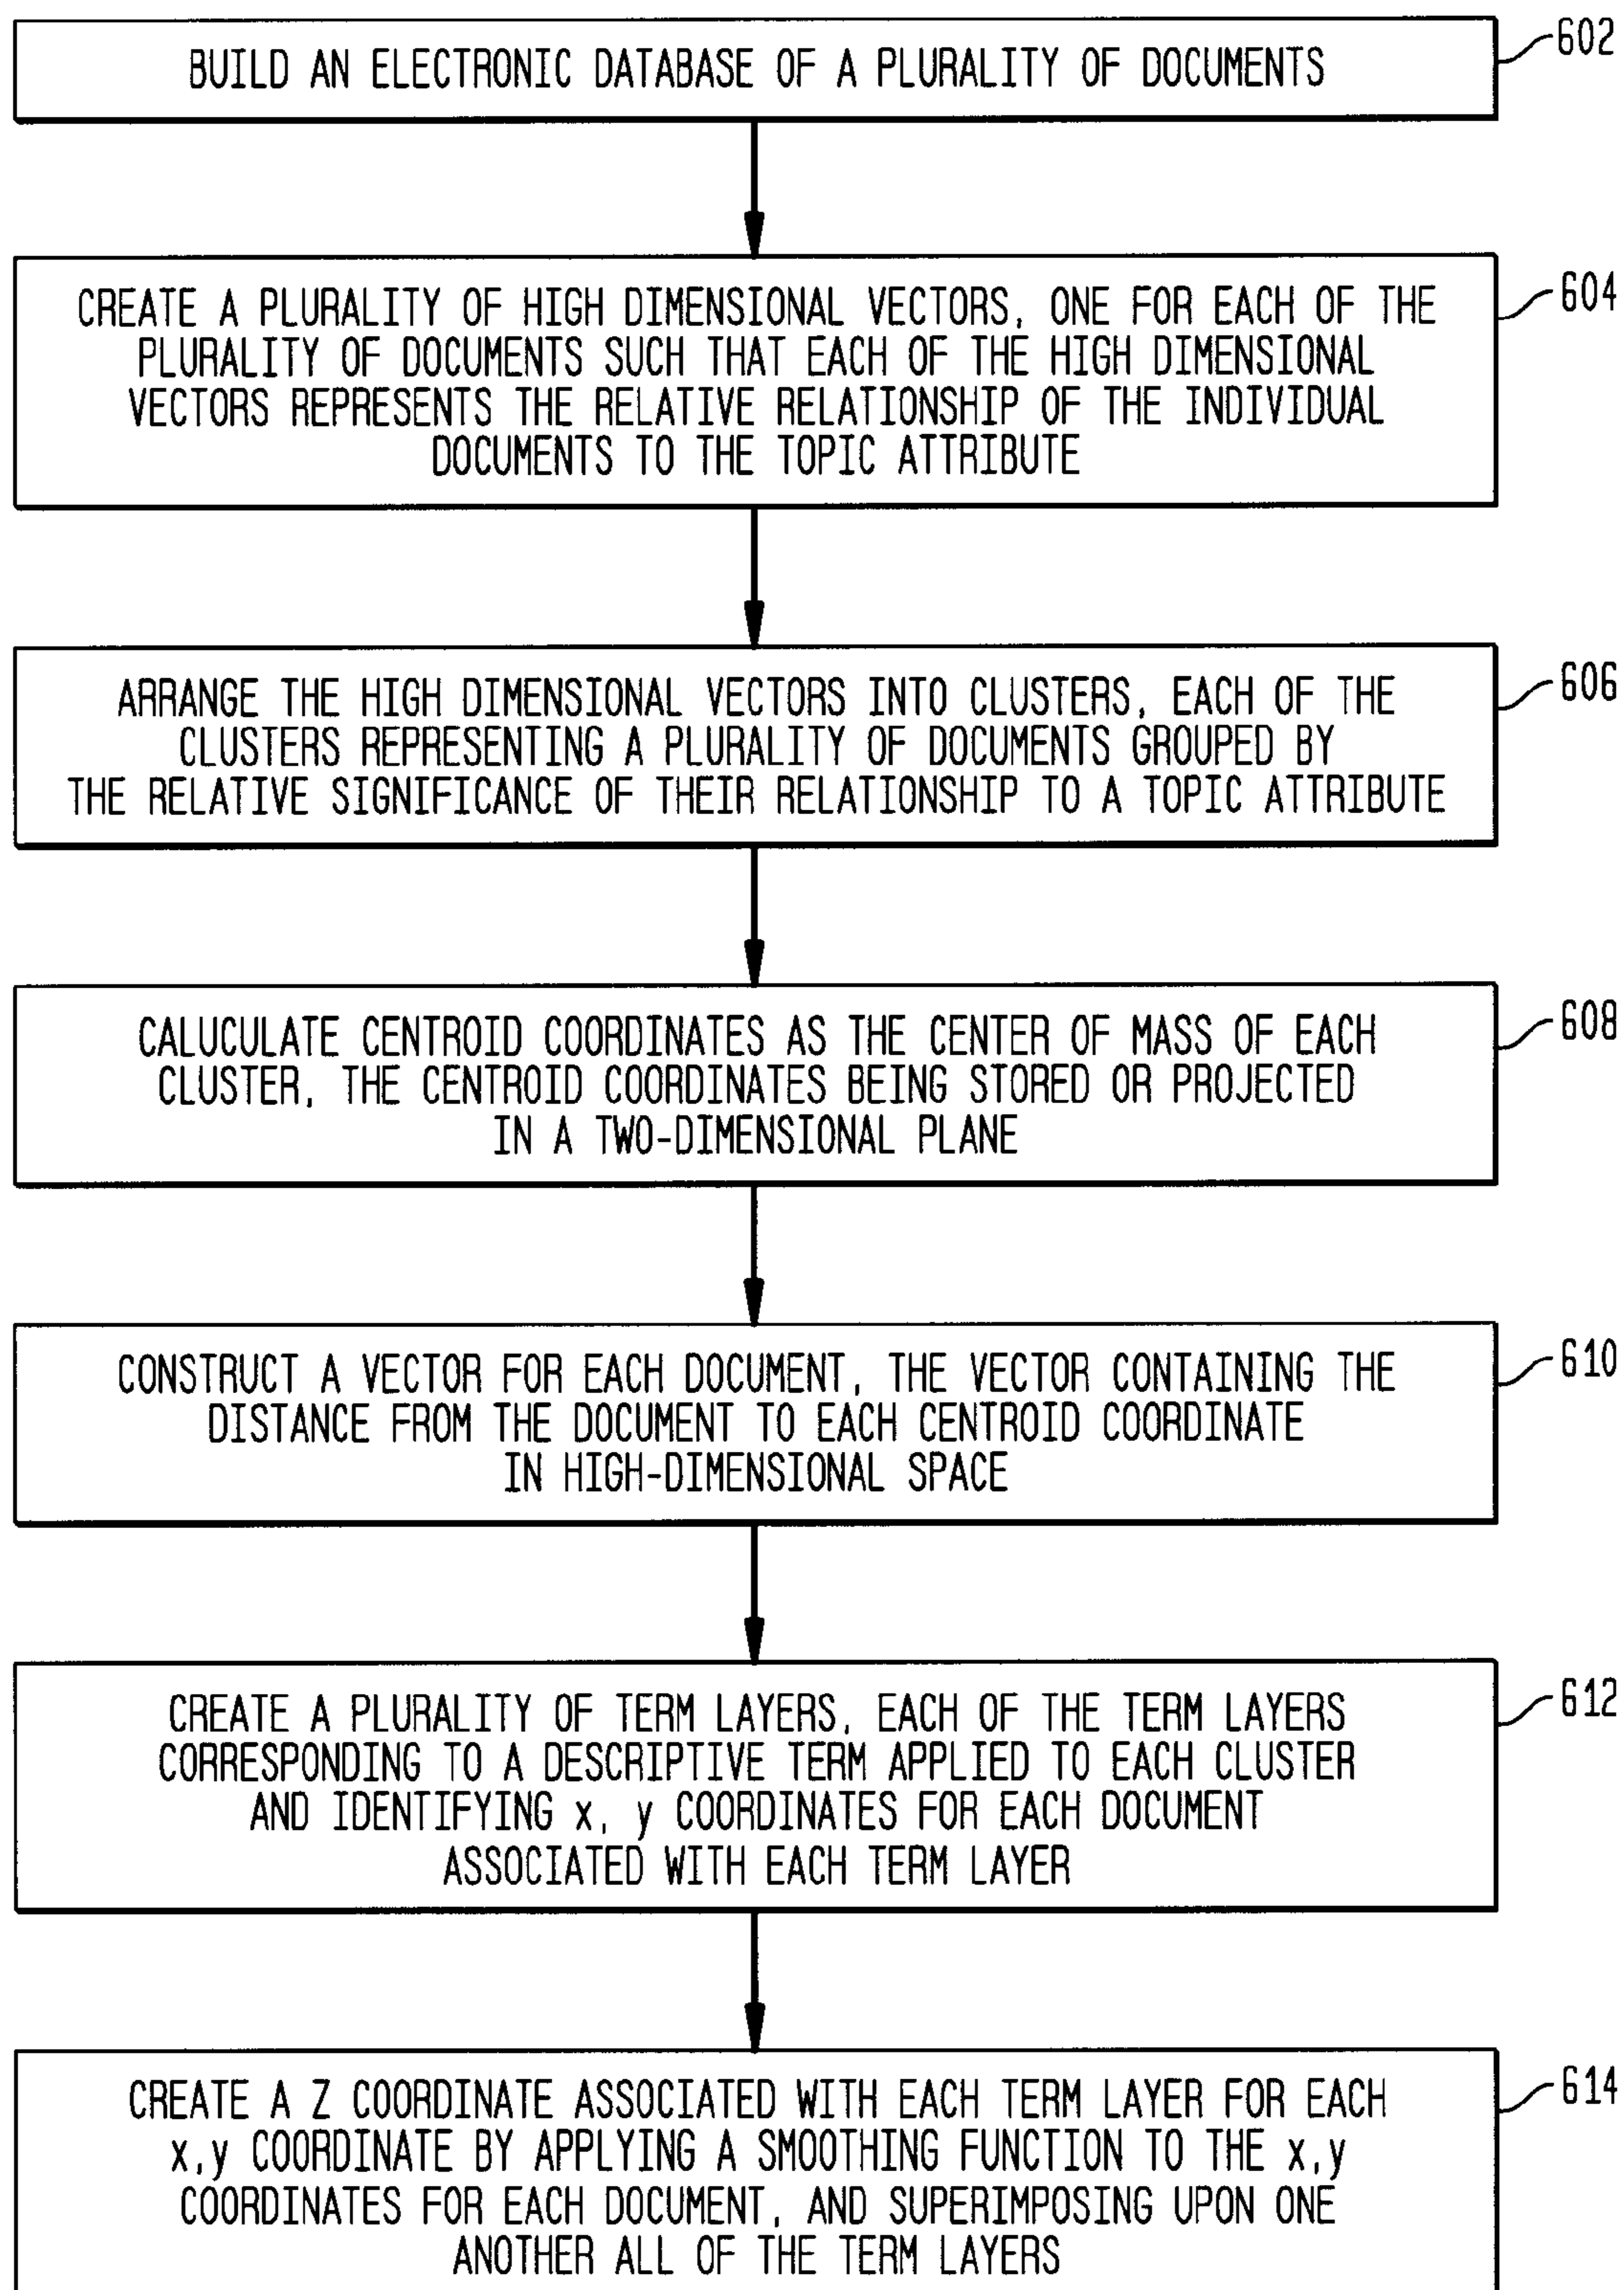 BUILD AN ELECTRONIC DATABASE OF A PLURALITY OF DOCUMENTS
602
CREATE A PLURALITY OF HIGH DIMENSIONAL VECTORS, ONE FOR EACH OF THE
PLURALITY OF DOCUMENTS SUCH THAT EACH OF THE HIGH DIMENSIONAL
VECTORS REPRESENTS THE RELATIVE RELATIONSHIP OF THE INDIVIDUAL
DOCUMENTS TO THE TOPIC ATTRIBUTE
604
ARRANGE THE HIGH DIMENSIONAL VECTORS INTO CLUSTERS, EACH OF THE
CLUSTERS REPRESENTING A PLURALITY OF DOCUMENTS GROUPED BY
THE RELATIVE SIGNIFICANCE OF THEIR RELATIONSHIP TO A TOPIC ATTRIBUTE
606
CALUCULATE CENTROID COORDINATES AS THE CENTER OF MASS OF EACH
CLUSTER, THE CENTROID COORDINATES BEING STORED OR PROJECTED
IN A TWO-DIMENSIONAL PLANE
608
CONSTRUCT A VECTOR FOR EACH DOCUMENT, THE VECTOR CONTAINING THE
DISTANCE FROM THE DOCUMENT TO EACH CENTROID COORDINATE
IN HIGH-DIMENSIONAL SPACE
610
CREATE A PLURALITY OF TERM LAYERS, EACH OF THE TERM LAYERS
CORRESPONDING TO A DESCRIPTIVE TERM APPLIED TO EACH CLUSTER
AND IDENTIFYING x, y COORDINATES FOR EACH DOCUMENT
ASSOCIATED WITH EACH TERM LAYER
612
CREATE A Z COORDINATE ASSOCIATED WITH EACH TERM LAYER FOR EACH
x,y COORDINATE BY APPLYING A SMOOTHING FUNCTION TO THE x,y
COORDINATES FOR EACH DOCUMENT, AND SUPERIMPOSING UPON ONE
ANOTHER ALL OF THE TERM LAYERS
614